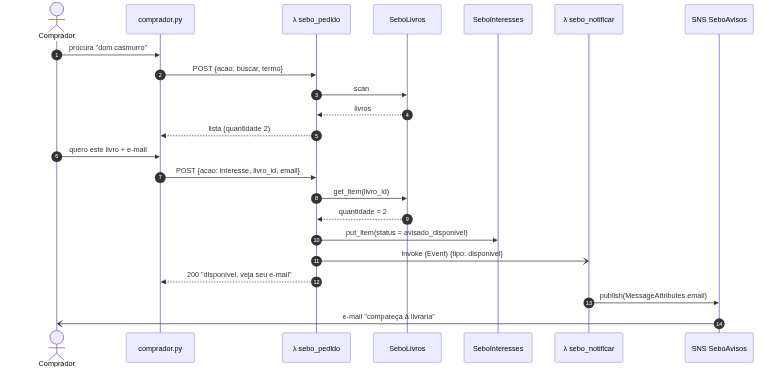 comprador.py
λ sebo_pedido
SeboLivros
SeboInteresses
λ sebo_notificar
SNS SeboAvisos
Comprador
1 procura "dom casmurro"
2 POST {acao: buscar, termo}
3 scan
4 livros
5 lista (quantidade 2)
6 quero este livro + e-mail
7 POST {acao: interesse, livro_id, email}
8 get_item(livro_id)
9 quantidade = 2
10 put_item(status = avisado_disponivel)
11 invoke (Event) {tipo: disponivel}
12 200 "disponível, veja seu e-mail"
13 publish(MessageAttributes.email)
14 e-mail "compareça à livraria"
comprador.py
λ sebo_pedido
SeboLivros
SeboInteresses
λ sebo_notificar
SNS SeboAvisos
Comprador